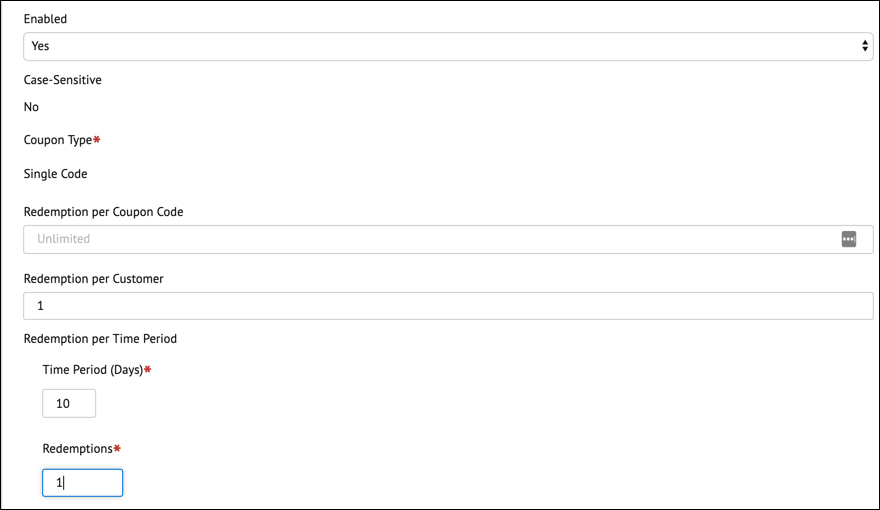 Enabled
Yes
Case-Sensitive
No
Coupon Type*
Single Code
Redemption per Coupon Code
Unlimited
Redemption per Customer
1
Redemption per Time Period
Time Period (Days)*
10
Redemptions*
1